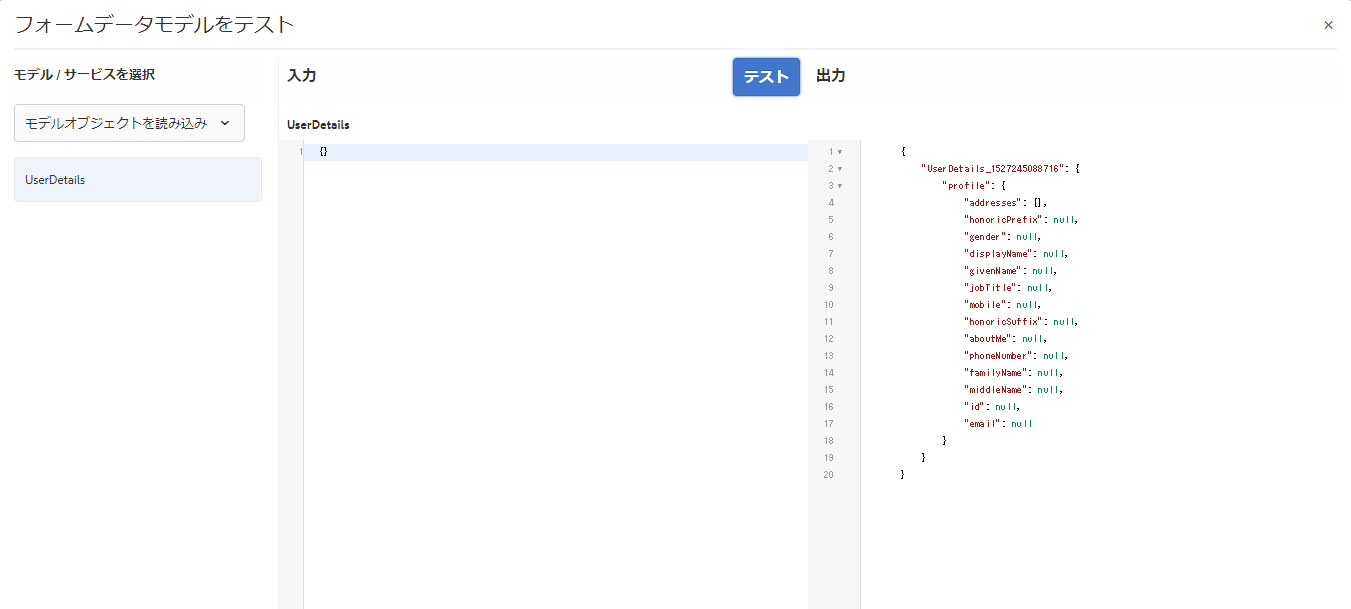 フォームデータモデルをテスト
×
モデル / サービスを選択
モデルオブジェクトを読み込み
UserDetails
入力
テスト
出力
UserDetails
1 {}
1 {
2 "UserDetails_1527245088716": {
3 "profile": {
4 "addresses": [],
5 "honoricPrefix": null,
6 "gender": null,
7 "displayName": null,
8 "givenName": null,
9 "jobTitle": null,
10 "mobile": null,
11 "honoricSuffix": null,
12 "aboutMe": null,
13 "phoneNumber": null,
14 "familyName": null,
15 "middleName": null,
16 "id": null,
17 "email": null
18 }
19 }
20 }